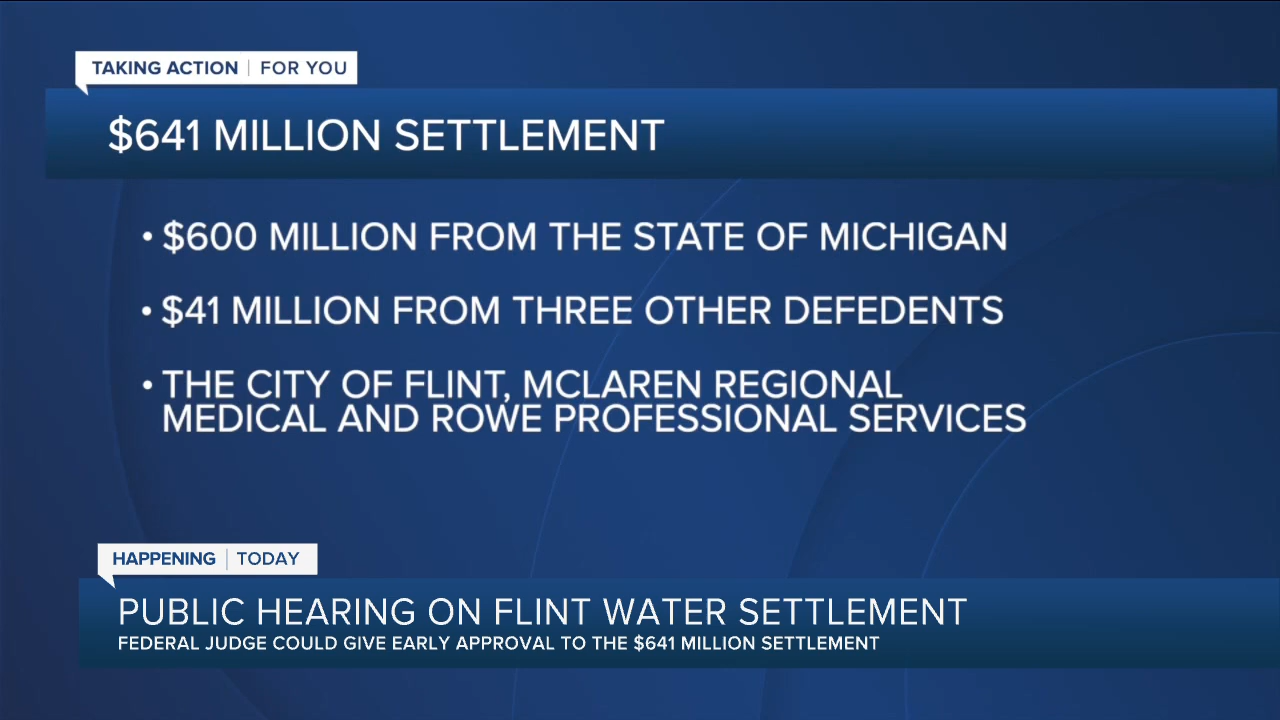 TAKING ACTION | FOR YOU
$641 MILLION SETTLEMENT
• $600 MILLION FROM THE STATE OF MICHIGAN
• $41 MILLION FROM THREE OTHER DEFEDENTS
• THE CITY OF FLINT, MCLAREN REGIONAL
MEDICAL AND ROWE PROFESSIONAL SERVICES
HAPPENING | TODAY
PUBLIC HEARING ON FLINT WATER SETTLEMENT
FEDERAL JUDGE COULD GIVE EARLY APPROVAL TO THE $641 MILLION SETTLEMENT